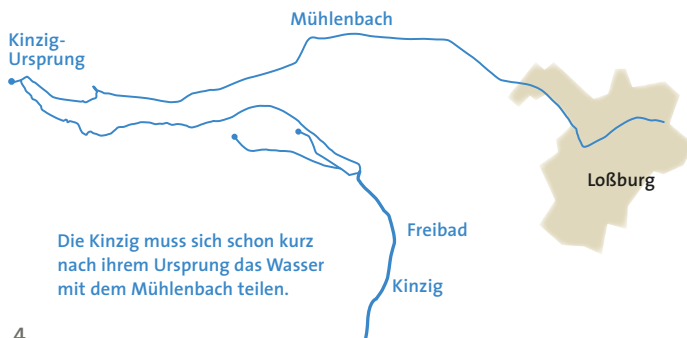 Mühlenbach
Kinzig-
Ursprung
Loßburg
Freibad
Die Kinzig muss sich schon kurz
nach ihrem Ursprung das Wasser
mit dem Mühlenbach teilen.
Kinzig
4